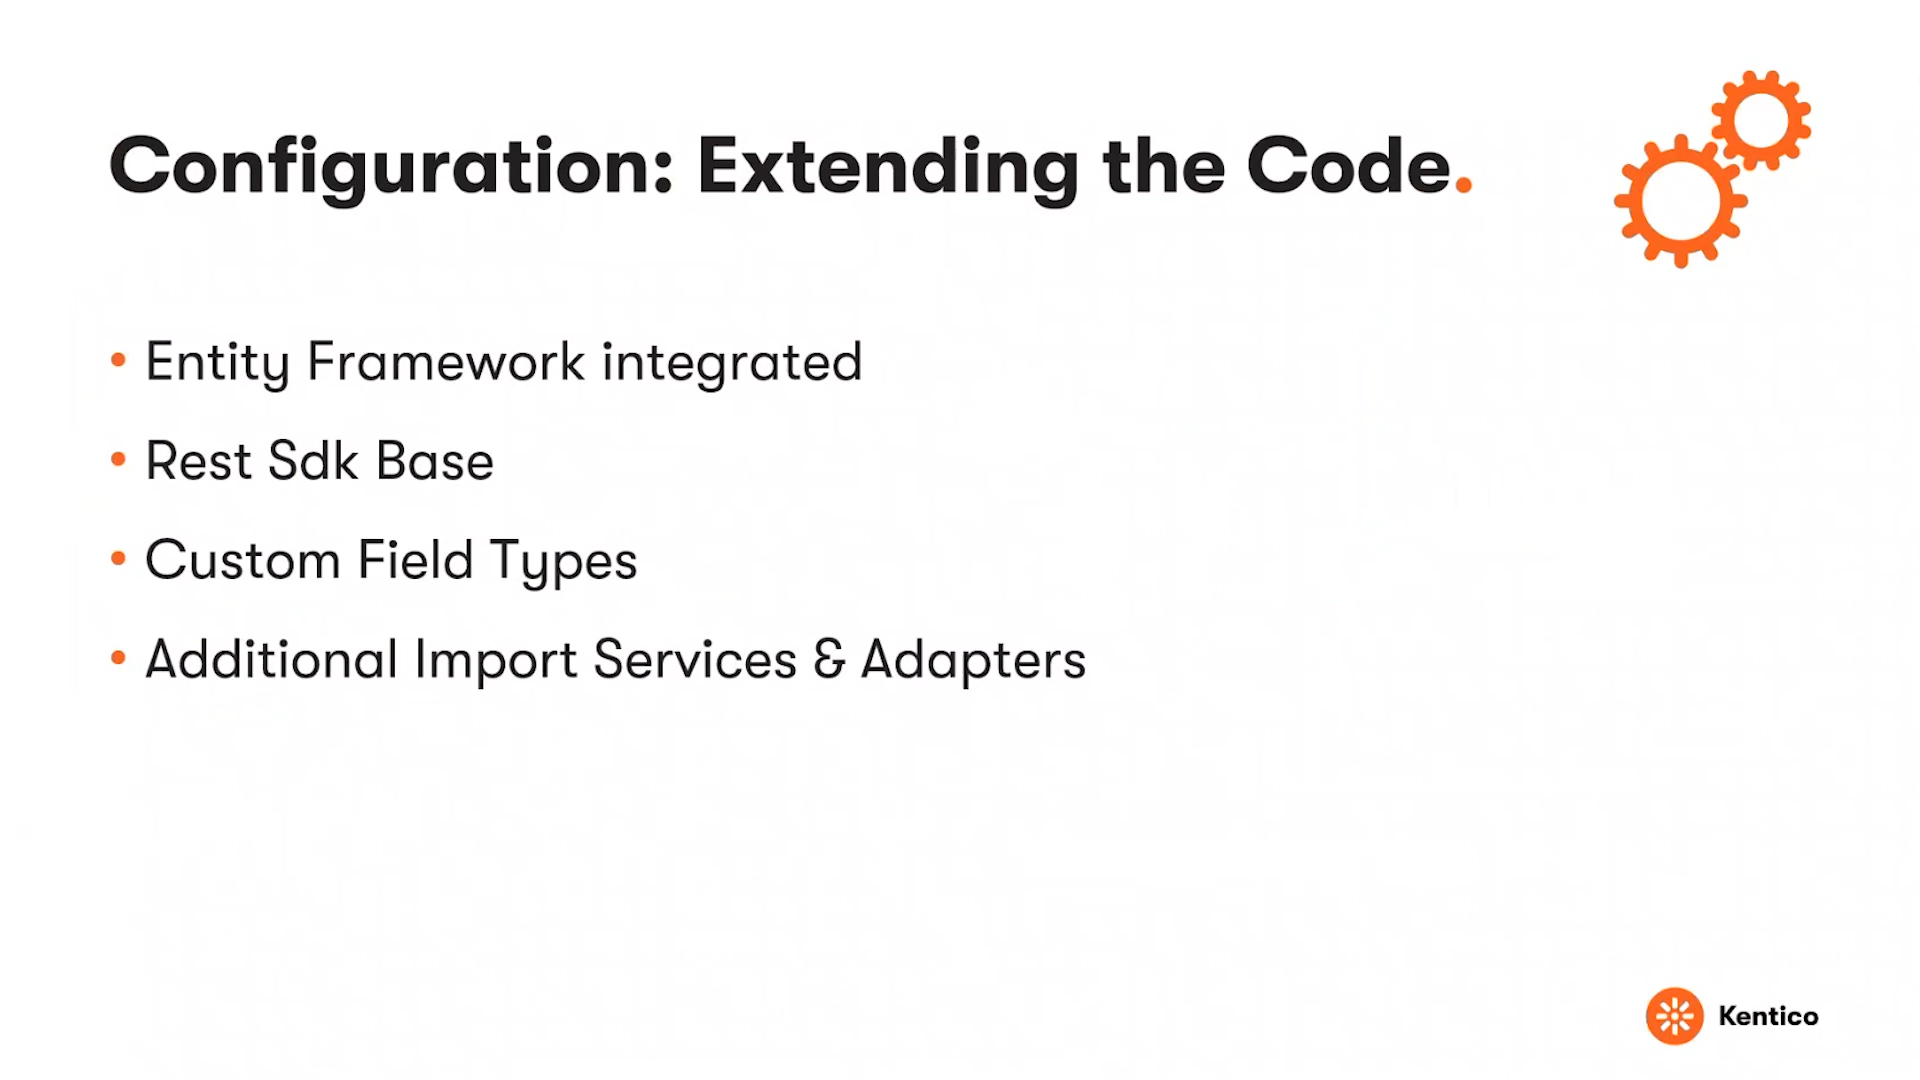 Configuration: Extending the Code.
• Entity Framework integrated
• Rest Sdk Base
• Custom Field Types
• Additional Import Services & Adapters
Kentico